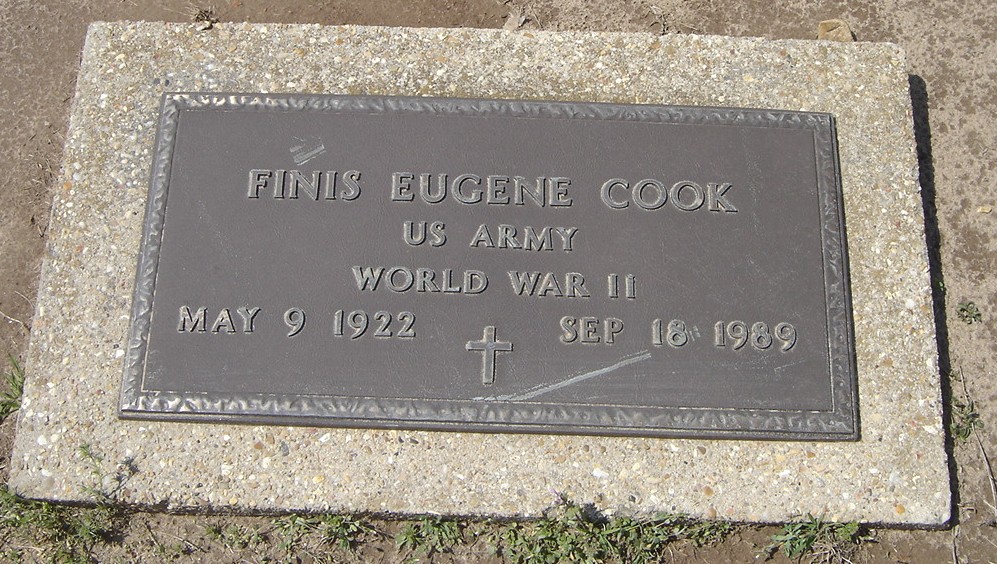 FINIS EUGENE COOK
US ARMY
WORLD WAR II
MAY 9 1922 SEP 18 1989